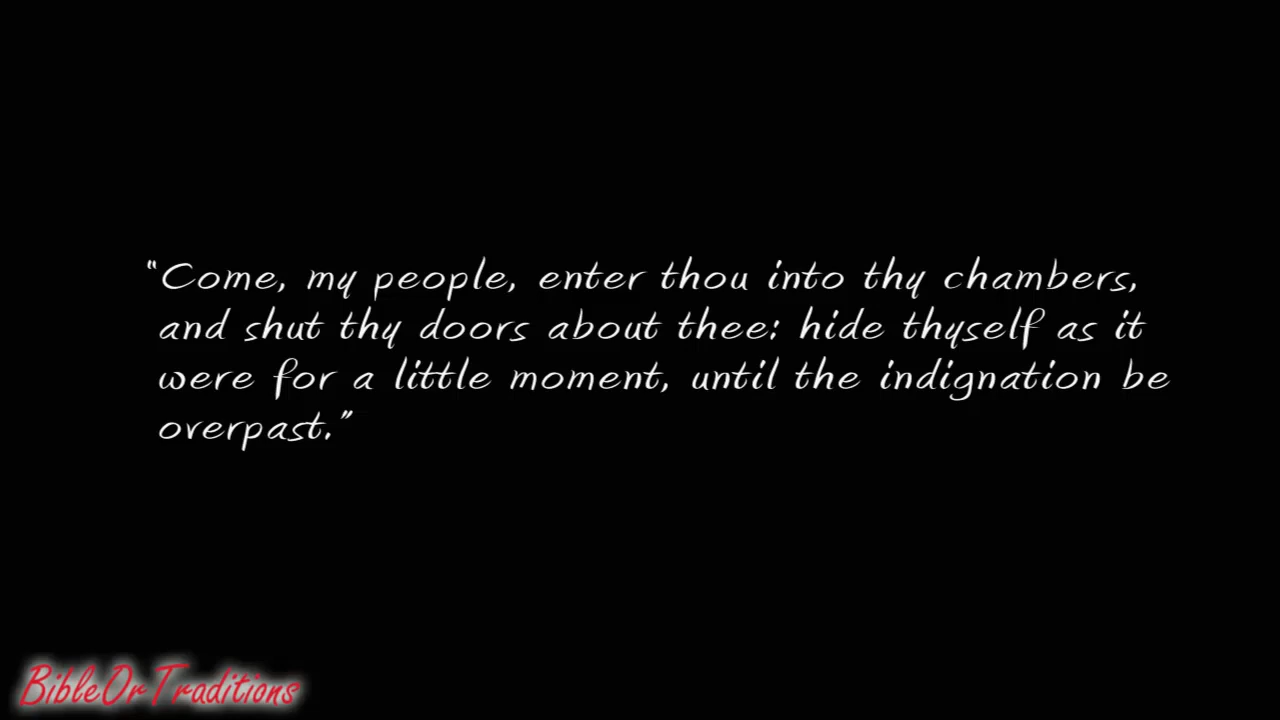 "Come, my people, enter thou into thy chambers,
and shut thy doors about thee: hide thyself as it
were for a little moment, until the indignation be
overpast."
BibleOrTraditions